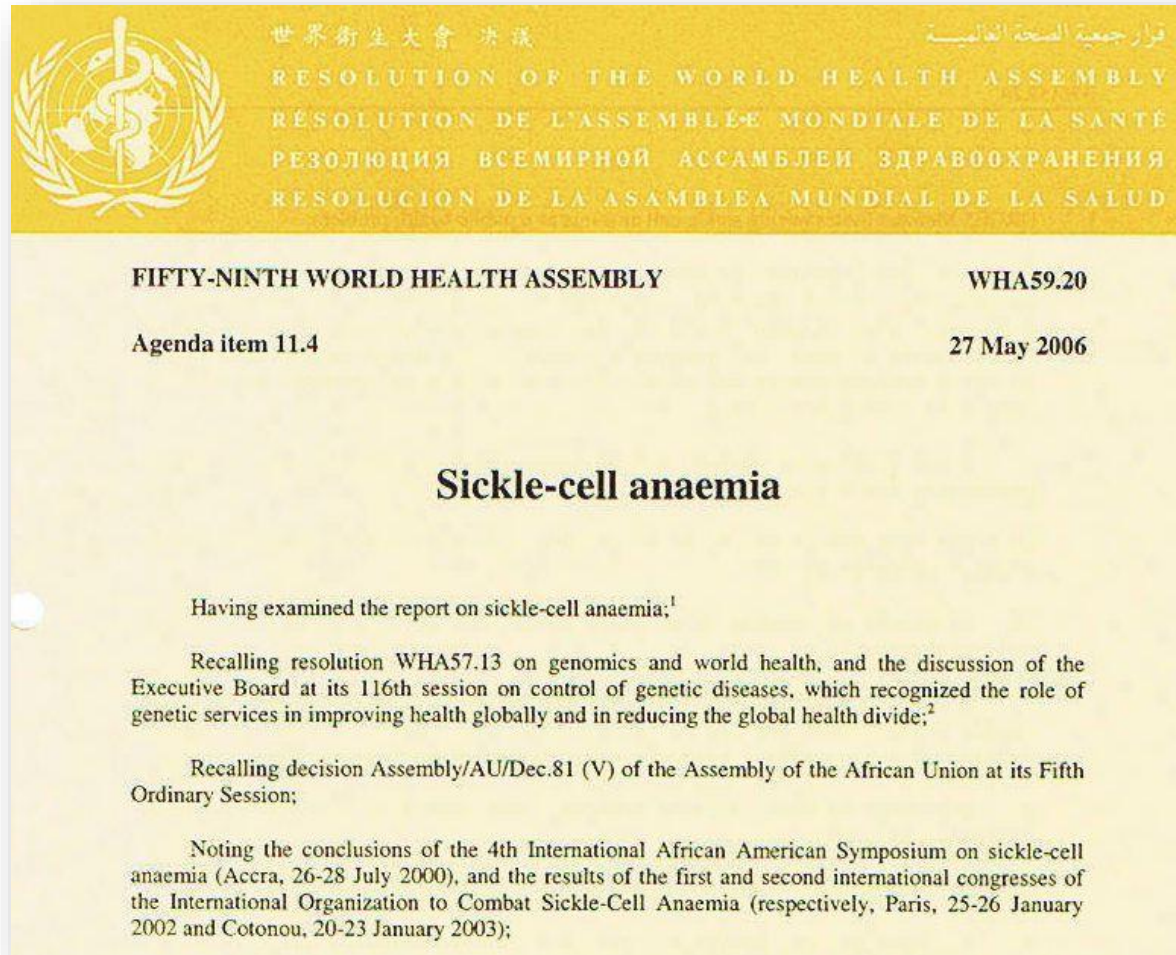 世界衛生大會 决議
قرار جمعية الصحة العالميـــة
RESOLUTION OF THE WORLD HEALTH ASSEMBLY
RÉSOLUTION DE L'ASSEMBLÉE MONDIALE DE LA SANTÉ
РЕЗОЛЮЦИЯ ВСЕМИРНОЙ АССАМБЛЕИ ЗДРАВООХРАНЕНИЯ
RESOLUCION DE LA ASAMBLEA MUNDIAL DE LA SALUD
FIFTY-NINTH WORLD HEALTH ASSEMBLY WHA59.20
Agenda item 11.4 27 May 2006
Sickle-cell anaemia
Having examined the report on sickle-cell anaemia;¹
Recalling resolution WHA57.13 on genomics and world health, and the discussion of the
Executive Board at its 116th session on control of genetic diseases, which recognized the role of
genetic services in improving health globally and in reducing the global health divide;²
Recalling decision Assembly/AU/Dec.81 (V) of the Assembly of the African Union at its Fifth
Ordinary Session;
Noting the conclusions of the 4th International African American Symposium on sickle-cell
anaemia (Accra, 26-28 July 2000), and the results of the first and second international congresses of
the International Organization to Combat Sickle-Cell Anaemia (respectively, Paris, 25-26 January
2002 and Cotonou, 20-23 January 2003);